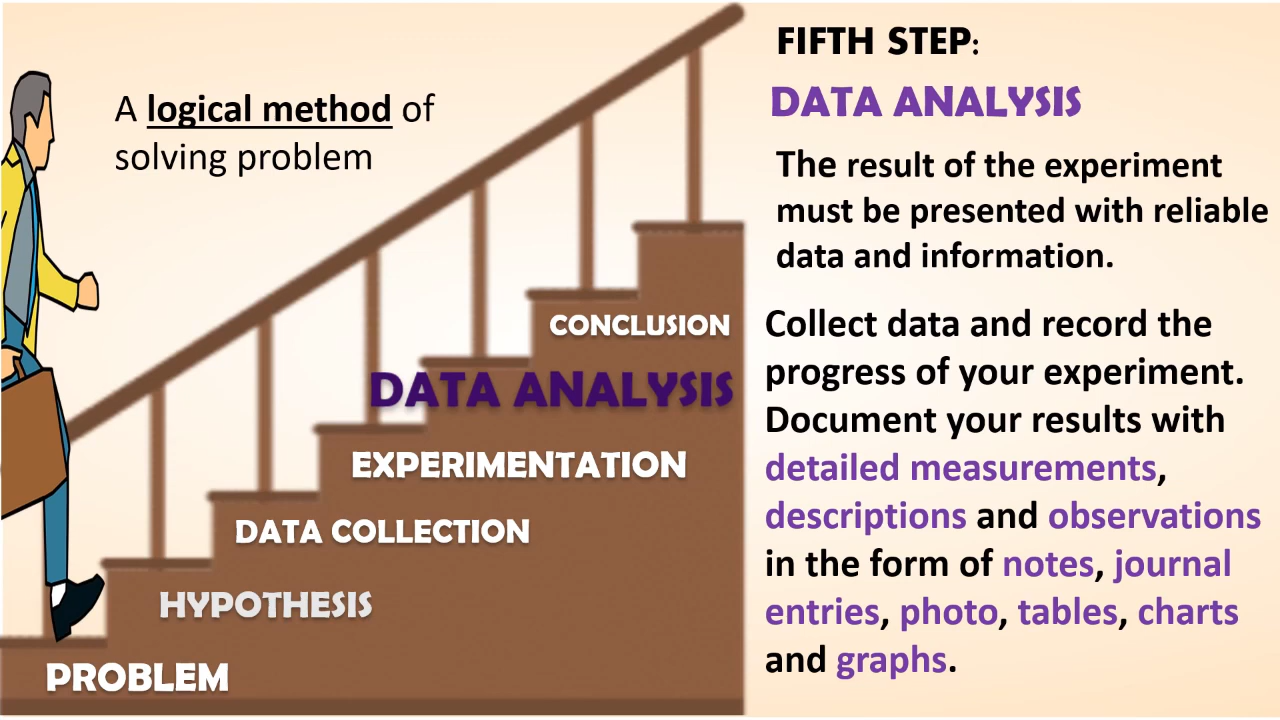 A logical method of
solving problem
CONCLUSION
DATA ANALYSIS
EXPERIMENTATION
DATA COLLECTION
HYPOTHESIS
PROBLEM
FIFTH STEP:
DATA ANALYSIS
The result of the experiment
must be presented with reliable
data and information.
Collect data and record the
progress of your experiment.
Document your results with
detailed measurements,
descriptions and observations
in the form of notes, journal
entries, photo, tables, charts
and graphs.